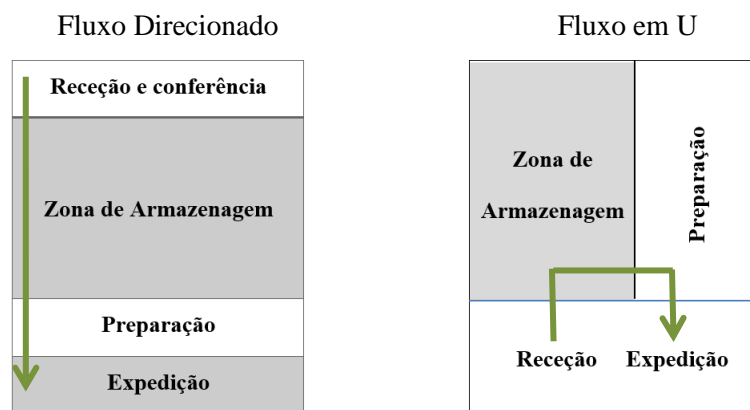 Fluxo Direcionado
Receção e conferência
Zona de Armazenagem
Preparação
Expedição
Fluxo em U
Zona de
Armazenagem
Preparação
Receção
Expedição